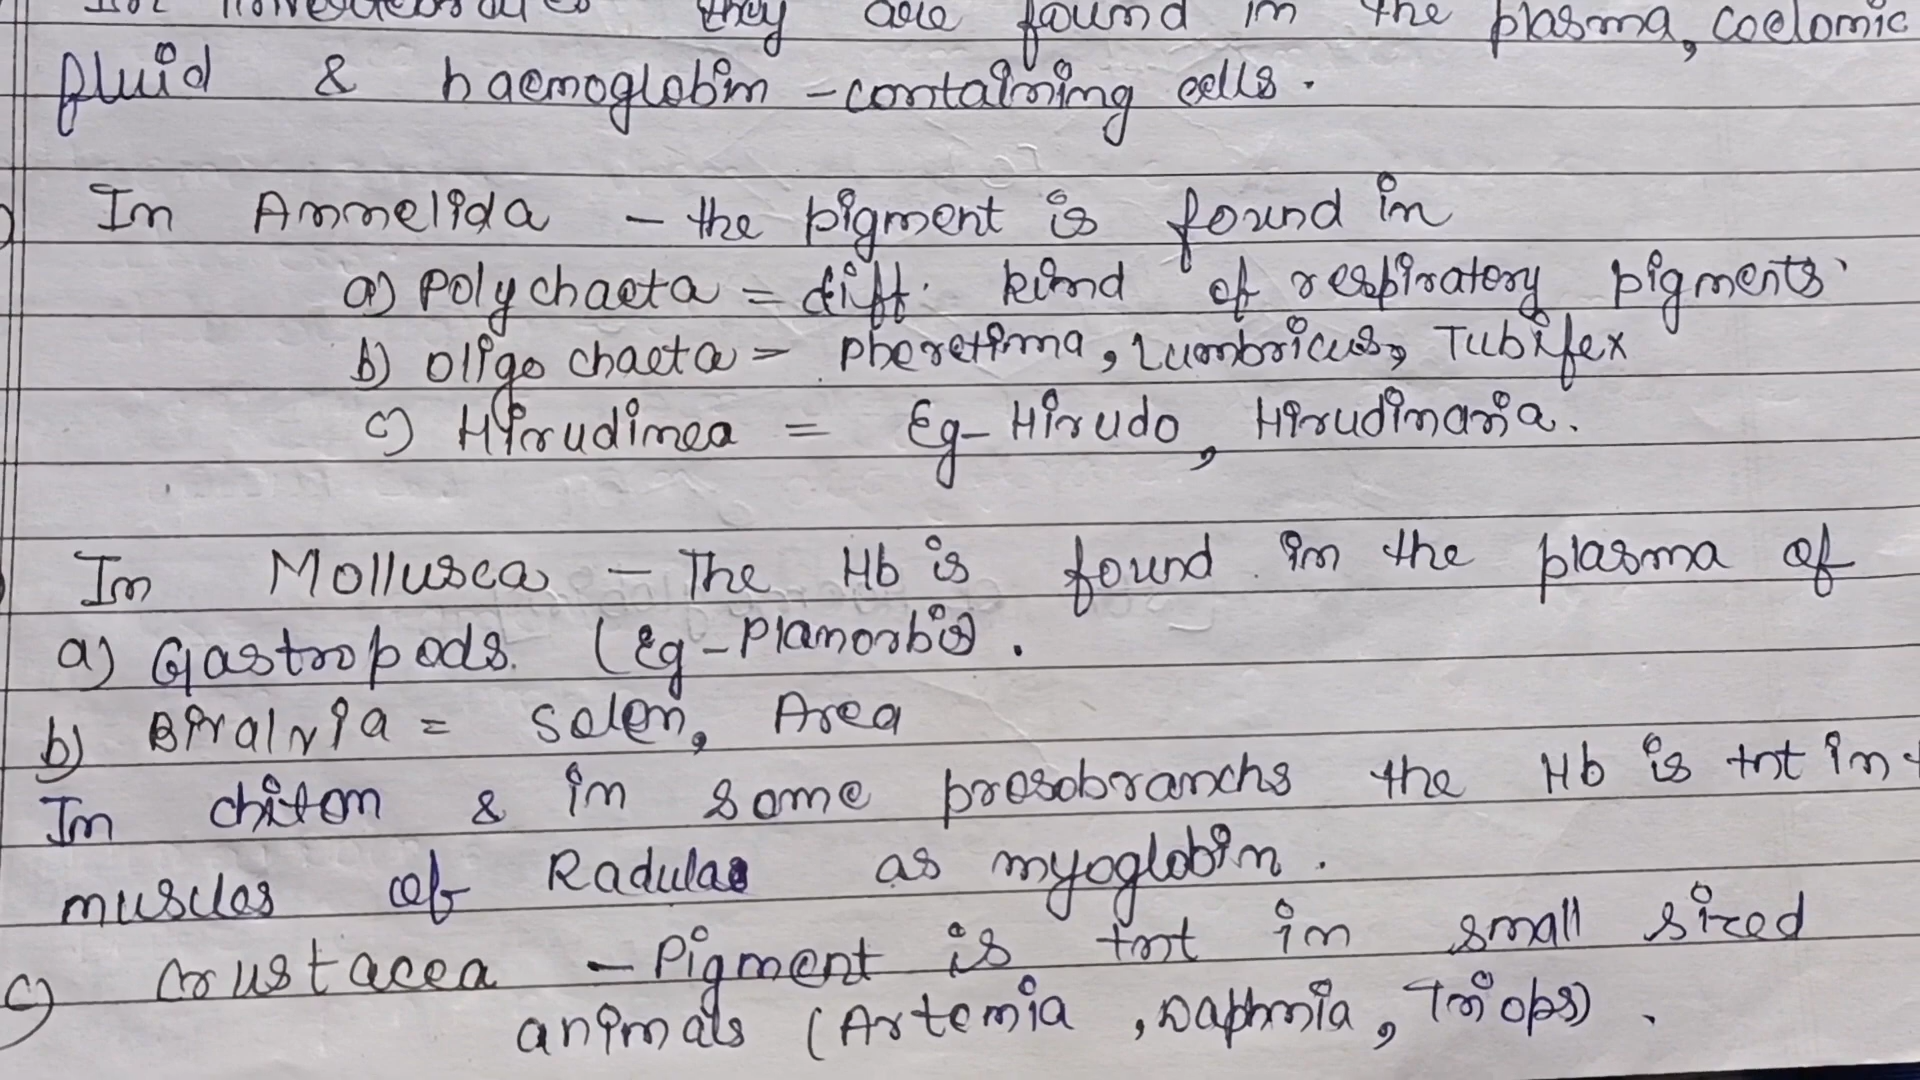 they are found in the plasma, coelomic
fluid & haemoglobin - containing cells.
In Annelida - the pigment is found in
a) Polychaeta = diff. kind of respiratory pigments.
b) Oligochaeta = Pheretima, Lumbricus, Tubifex
c) Hirudinea = Eg - Hirudo, Hirudinaria.
In Mollusca - The Hb is found in the plasma of
a) Gastropods. (Eg - Planorbis).
b) Bivalvia = Solen, Arca
In chiton & in some prosobranchs the Hb is in
muscles of Radulae as myoglobin.
c) Crustacea - Pigment is in small sized
animals (Artemia, Daphnia, Triops).